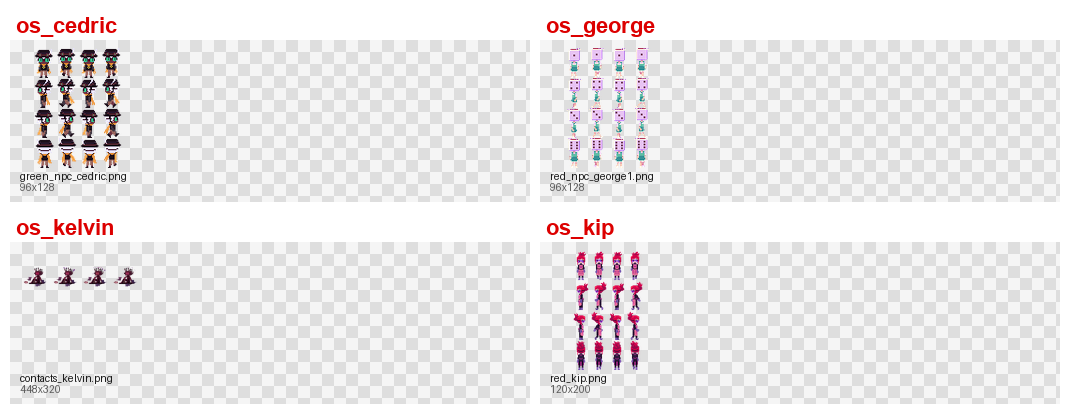 os_cedric
green_npc_cedric.png
96x128
os_george
red_npc_george1.png
96x128
os_kelvin
contacts_kelvin.png
448x320
os_kip
red_kip.png
120x200